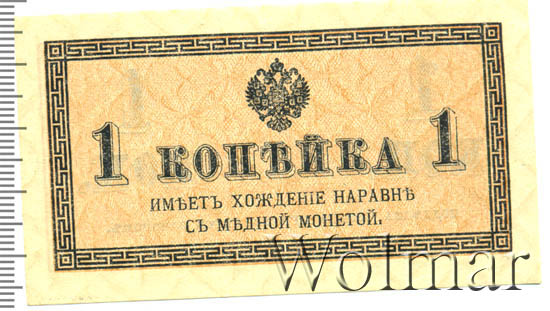 1 КОПѢЙКА 1
ИМѢЕТЪ ХОЖДЕНІЕ НАРАВНѢ
СЪ МѢДНОЙ МОНЕТОЙ.
Wolmar